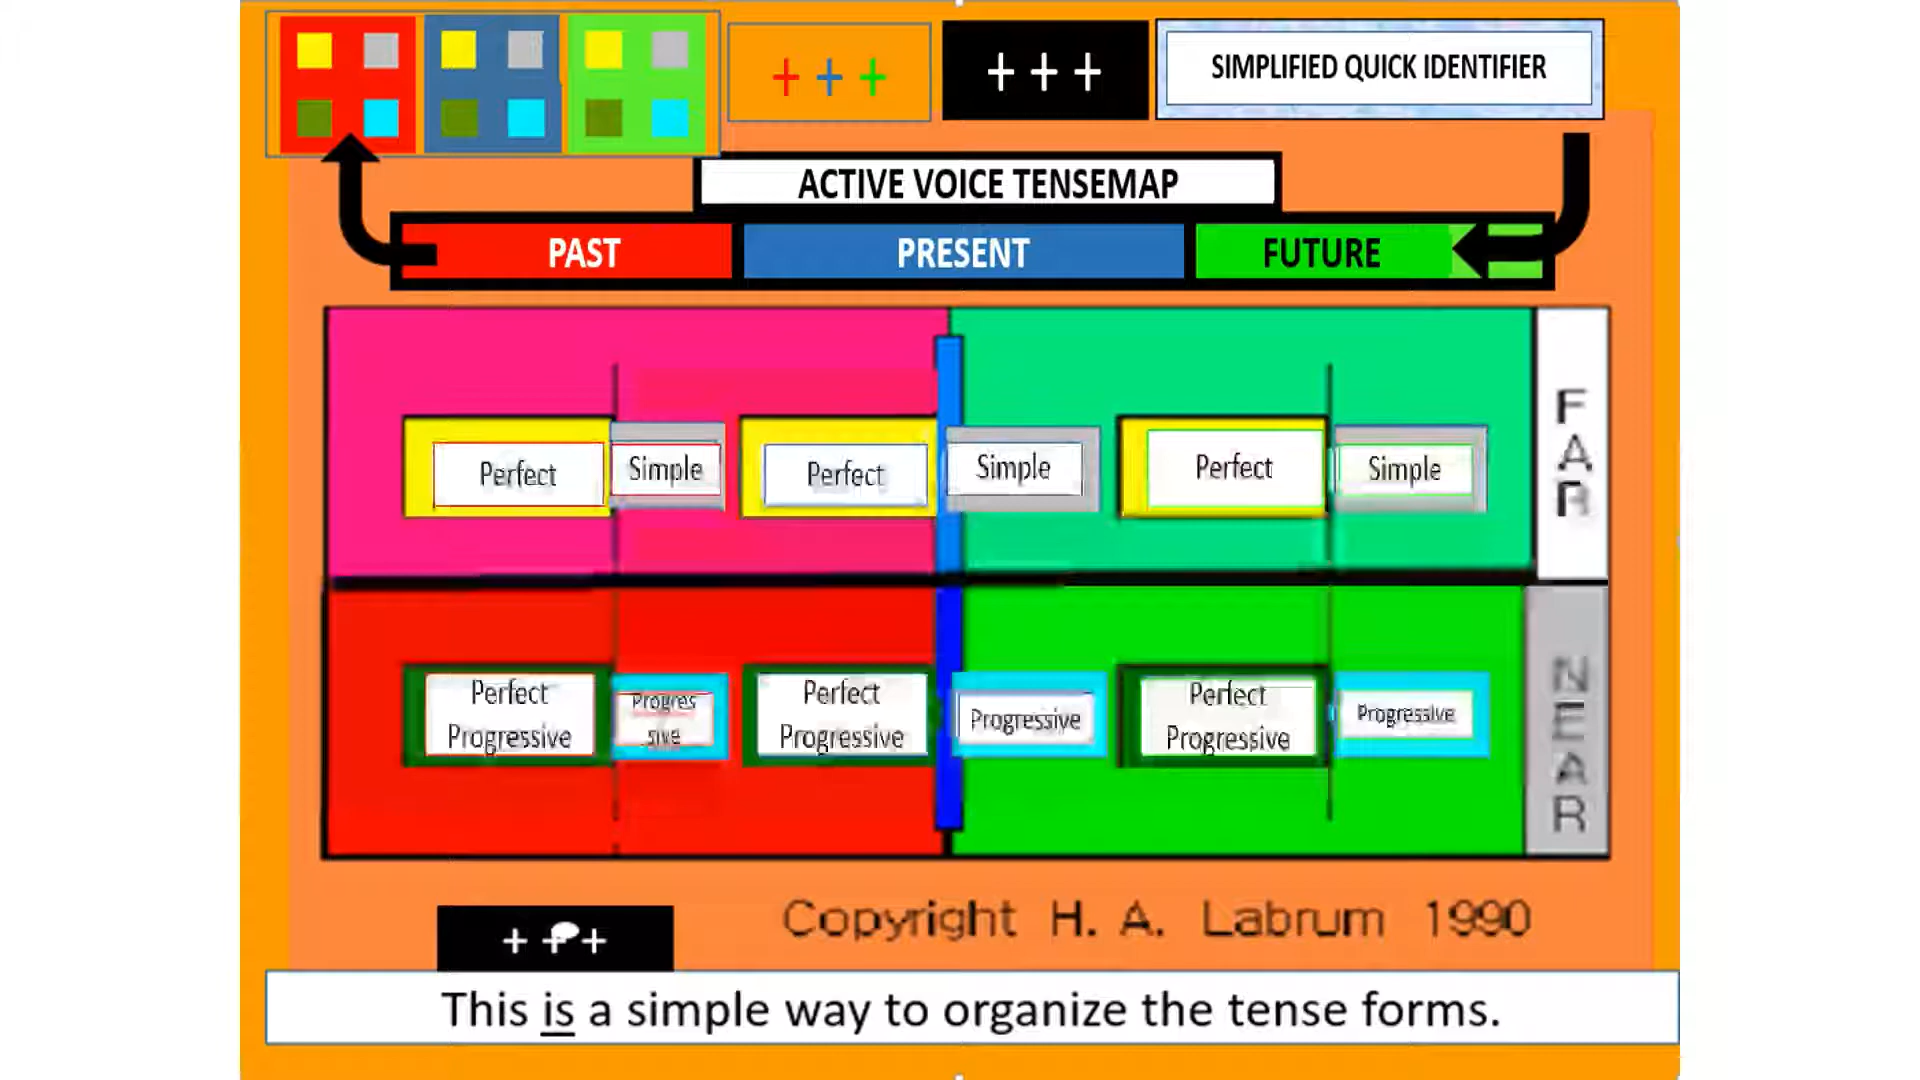 + + +
+ + +
SIMPLIFIED QUICK IDENTIFIER
ACTIVE VOICE TENSEMAP
PAST
PRESENT
FUTURE
Perfect
Simple
Perfect
Simple
Perfect
Simple
FAR
Perfect
Progressive
Progres
sive
Perfect
Progressive
Progressive
Perfect
Progressive
Progressive
NEAR
Copyright H. A. Labrum 1990
+ + +
This is a simple way to organize the tense forms.